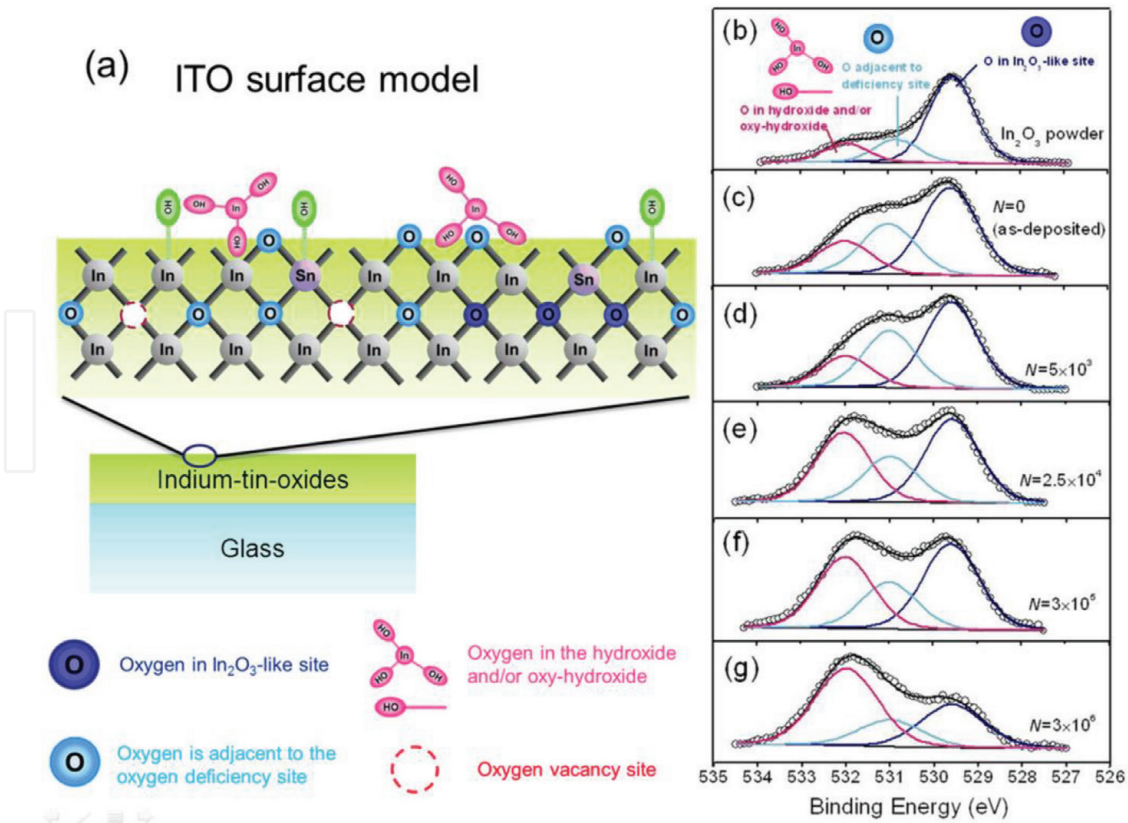 (a)
ITO surface model
HO
OH
OH
In
OH
HO
HO
In
HO
HO
HO
O O O O
In In In Sn In In In Sn In
O O O O O O O O
In In In In In In In In In
Indium-tin-oxides
Glass
O Oxygen in In₂O₃-like site
HO In HO OH
HO
Oxygen in the hydroxide
and/or oxy-hydroxide
O Oxygen is adjacent to the
oxygen deficiency site
Oxygen vacancy site
(b)
HO In HO HO
HO
O
O
O adjacent to
deficiency site
O in In₂O₃-like site
O in hydroxide and/or
oxy-hydroxide
In₂O₃ powder
(c)
N=0
(as-deposited)
(d)
N=5×10³
(e)
N=2.5×10⁴
(f)
N=3×10⁵
(g)
N=3×10⁶
535 534 533 532 531 530 529 528 527 526
Binding Energy (eV)